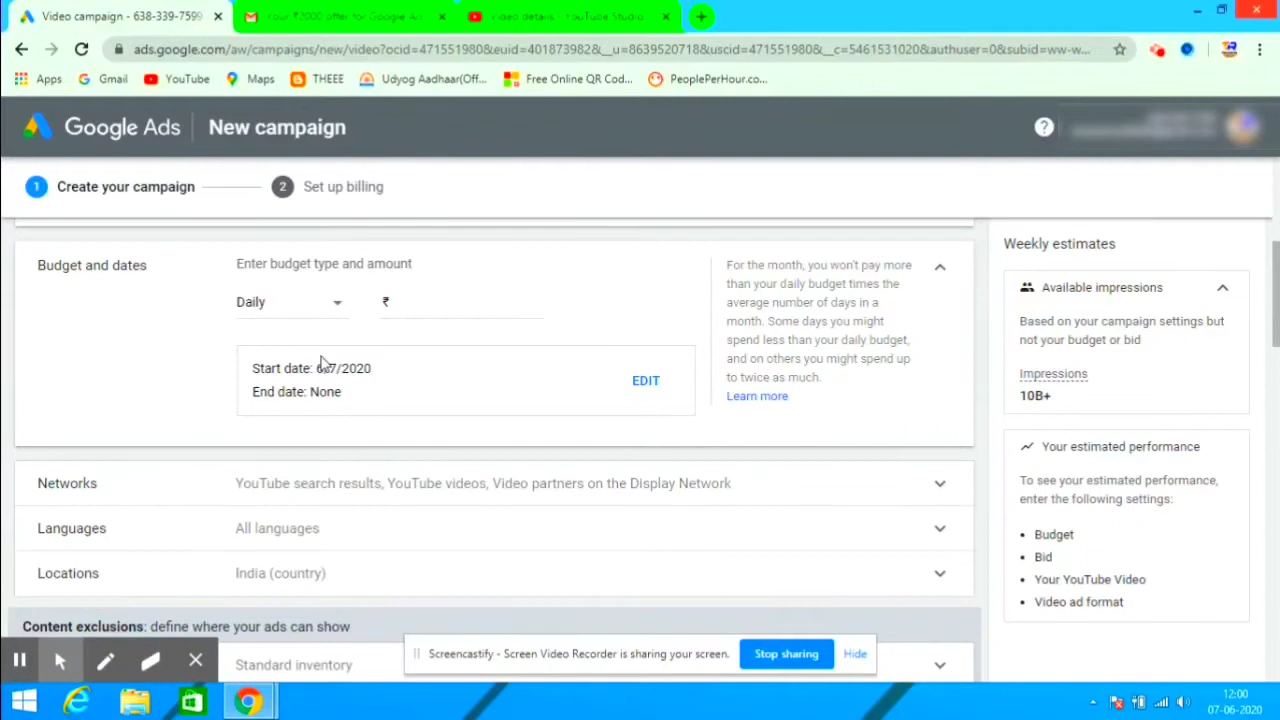 Video campaign - 638-339-7599
Your ₹2000 offer for Google Ad
Video details - YouTube Studio
ads.google.com/aw/campaigns/new/video?ocid=4715519808&euid=401873982&__u=8639520718&uscid=4715519808&__c=5461531020&authuser=0&subid=ww-w...
Apps
Gmail
YouTube
Maps
THEEE
Udyog Aadhaar(Off...
Free Online QR Cod...
PeoplePerHour.co...
Google Ads
New campaign
?
1 Create your campaign
2 Set up billing
Budget and dates
Enter budget type and amount
Daily
₹
Start date: 6/7/2020
End date: None
EDIT
For the month, you won't pay more
than your daily budget times the
average number of days in a
month. Some days you might
spend less than your daily budget,
and on others you might spend up
to twice as much.
Learn more
Weekly estimates
Available impressions
Based on your campaign settings but
not your budget or bid
Impressions
10B+
Your estimated performance
To see your estimated performance,
enter the following settings:
• Budget
• Bid
• Your YouTube Video
• Video ad format
Networks
YouTube search results, YouTube videos, Video partners on the Display Network
Languages
All languages
Locations
India (country)
Content exclusions: define where your ads can show
Standard inventory
Screencastify - Screen Video Recorder is sharing your screen.
Stop sharing
Hide
12:00
07-06-2020